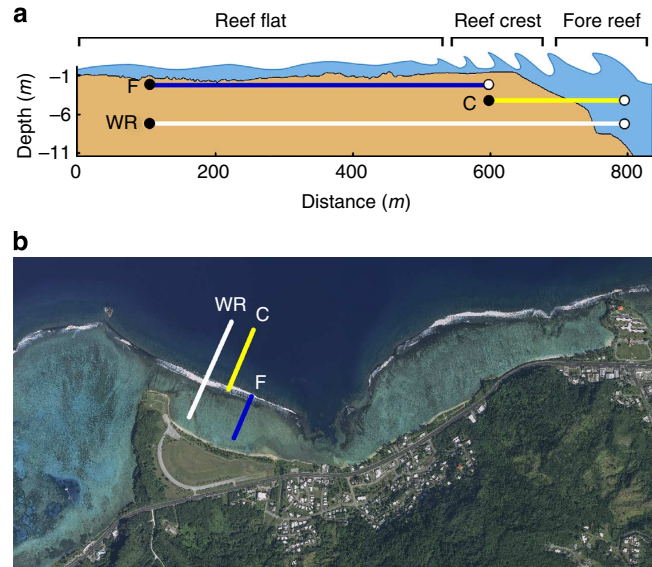 a
Reef flat
Reef crest
Fore reef
Depth (m)
−1
−6
−11
F
C
WR
0
200
400
600
800
Distance (m)
b
WR
C
F